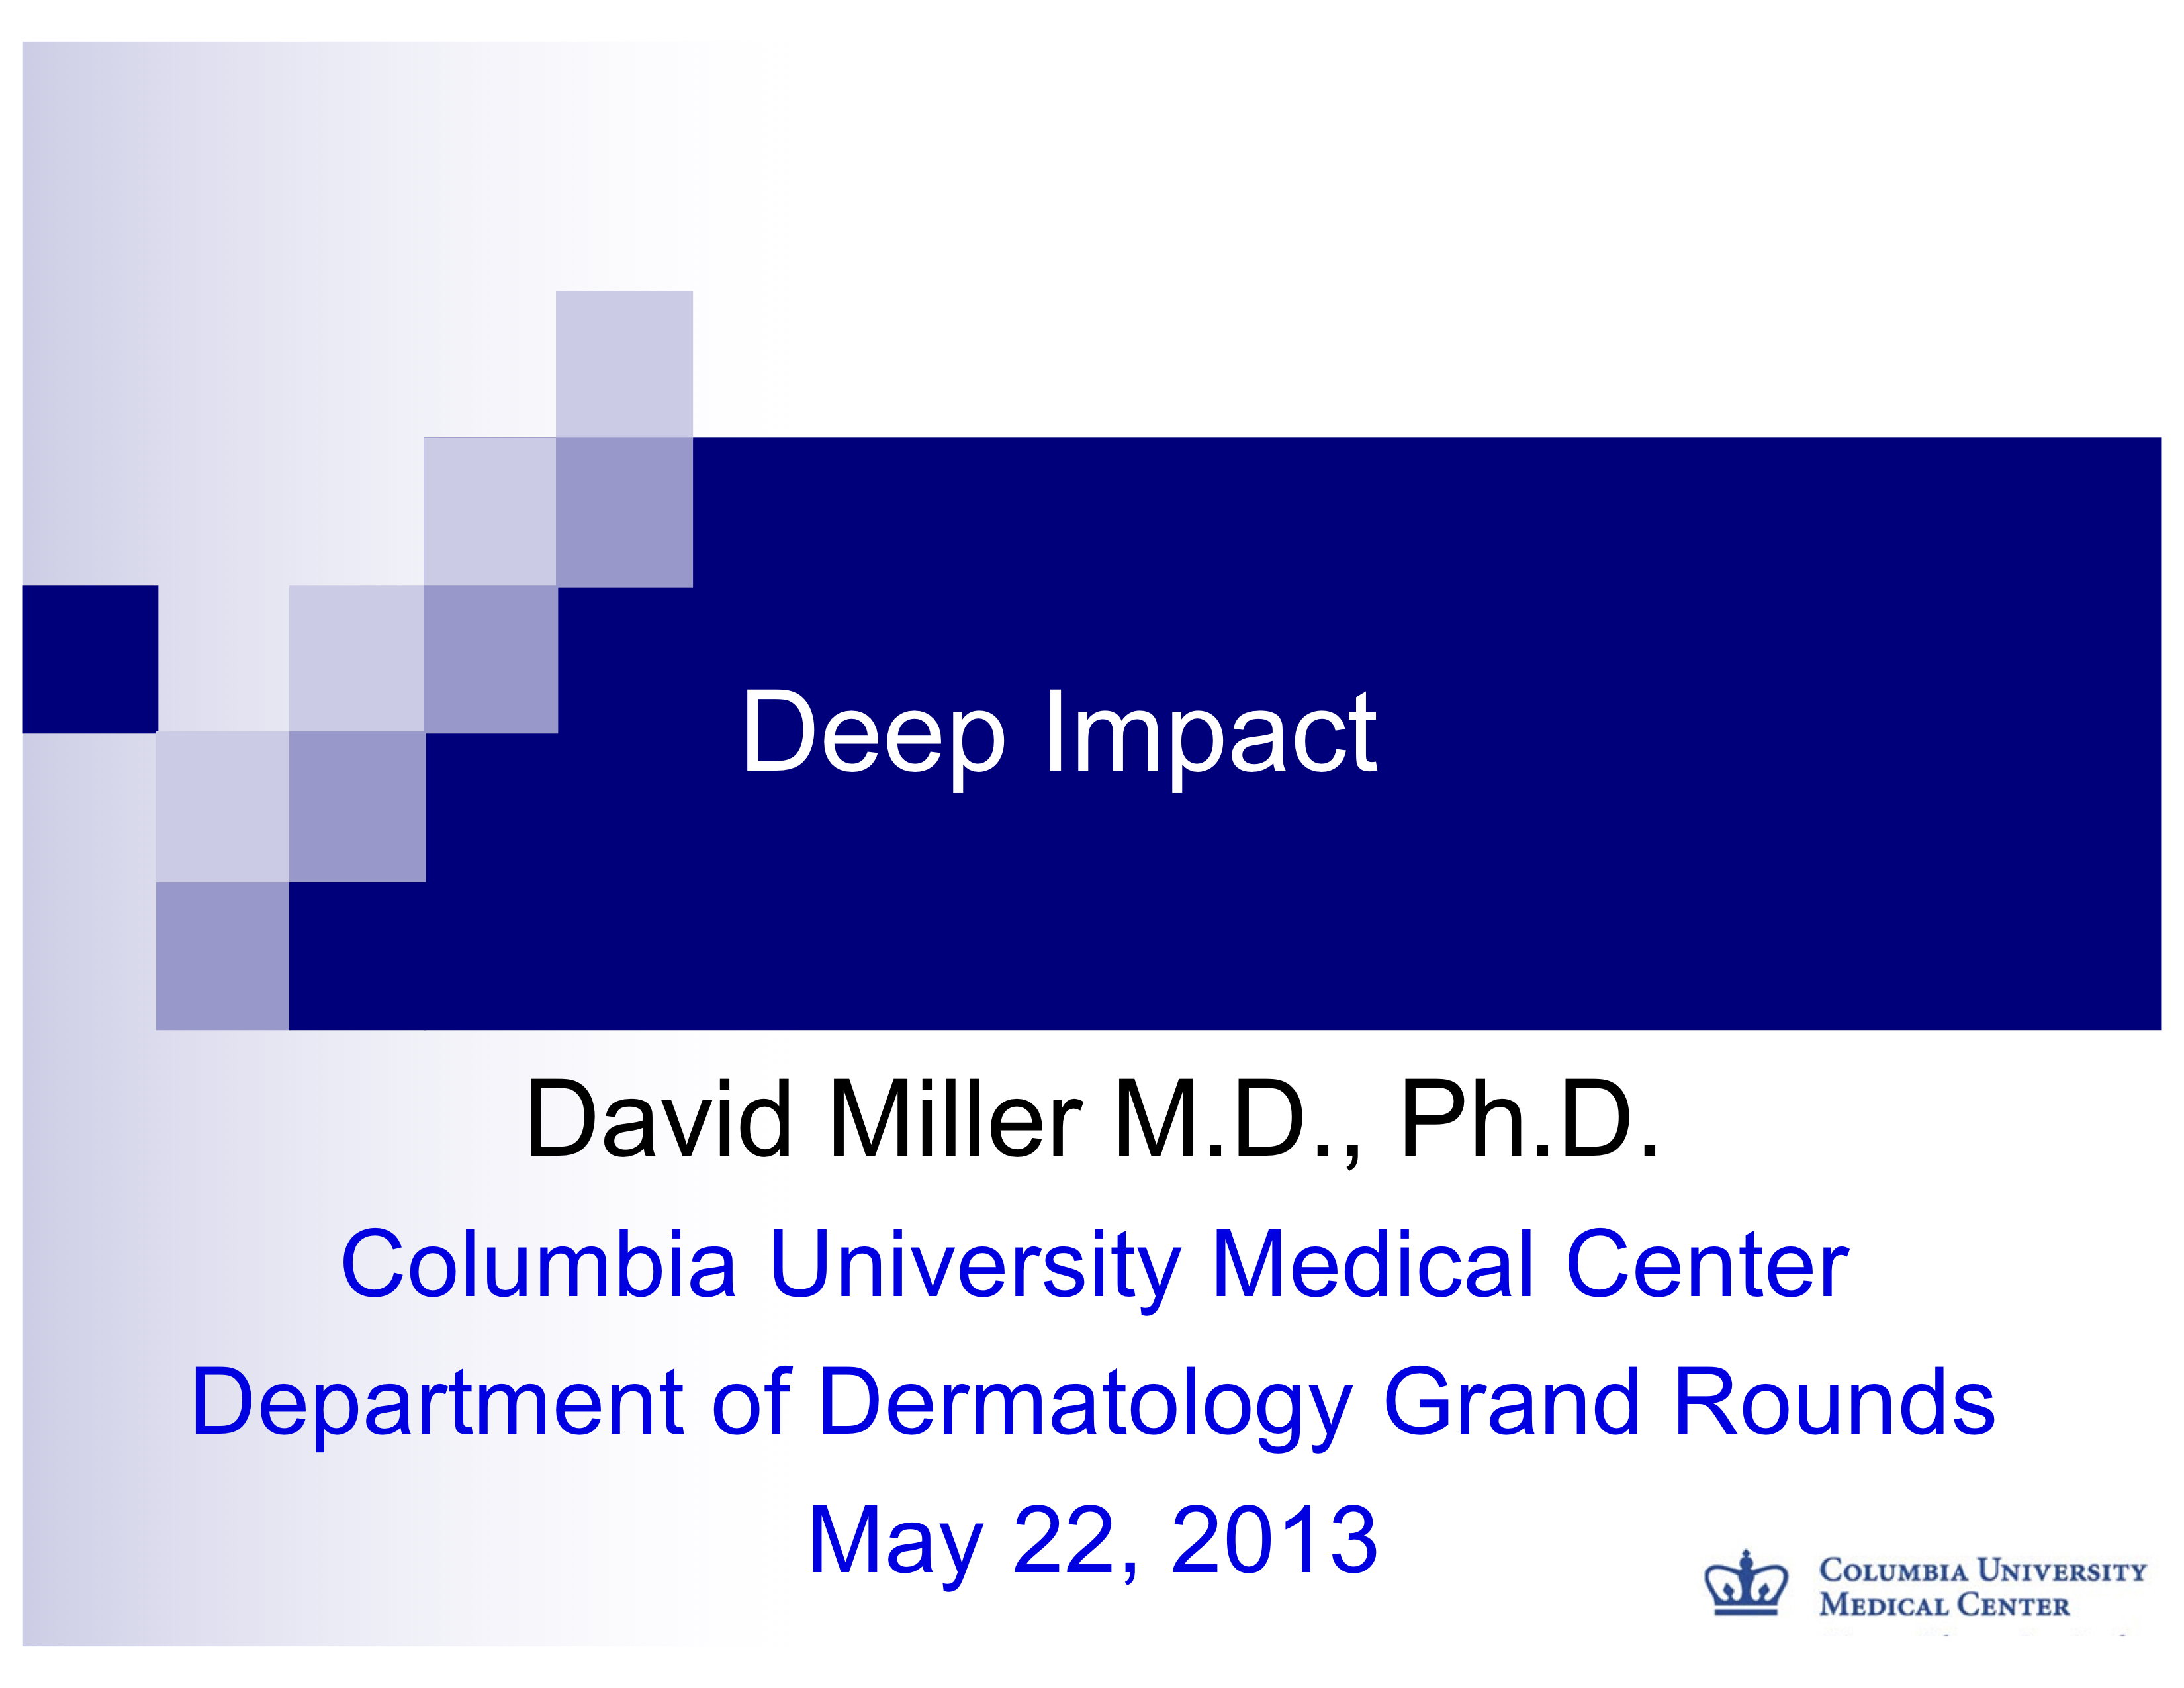 Deep Impact
David Miller M.D., Ph.D.
Columbia University Medical Center
Department of Dermatology Grand Rounds
May 22, 2013
COLUMBIA UNIVERSITY
MEDICAL CENTER